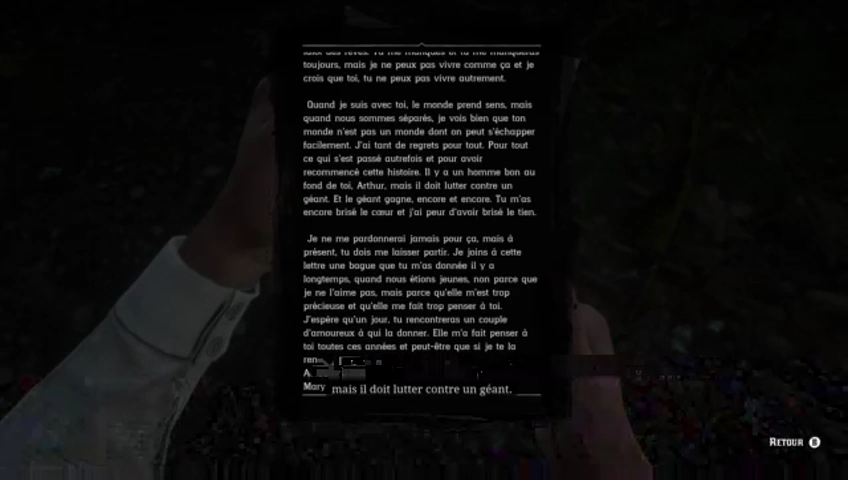 toujours, mais je ne peux pas vivre comme ça et je
crois que toi, tu ne peux pas vivre autrement.
Quand je suis avec toi, le monde prend sens, mais
quand nous sommes séparés, je vois bien que ton
monde n'est pas un monde dont on peut s'échapper
facilement. J'ai tant de regrets pour tout. Pour tout
ce qui s'est passé autrefois et pour avoir
recommencé cette histoire. Il y a un homme bon au
fond de toi, Arthur, mais il doit lutter contre un
géant. Et le géant gagne, encore et encore. Tu m'as
encore brisé le cœur et j'ai peur d'avoir brisé le tien.
Je ne me pardonnerai jamais pour ça, mais à
présent, tu dois me laisser partir. Je joins à cette
lettre une bague que tu m'as donnée il y a
longtemps, quand nous étions jeunes, non parce que
je ne l'aime pas, mais parce qu'elle m'est trop
précieuse et qu'elle me fait trop penser à toi.
J'espère qu'un jour, tu rencontreras un couple
d'amoureux à qui la donner. Elle m'a fait penser à
toi toutes ces années et peut-être que si je te la
Mary
mais il doit lutter contre un géant.
RETOUR B